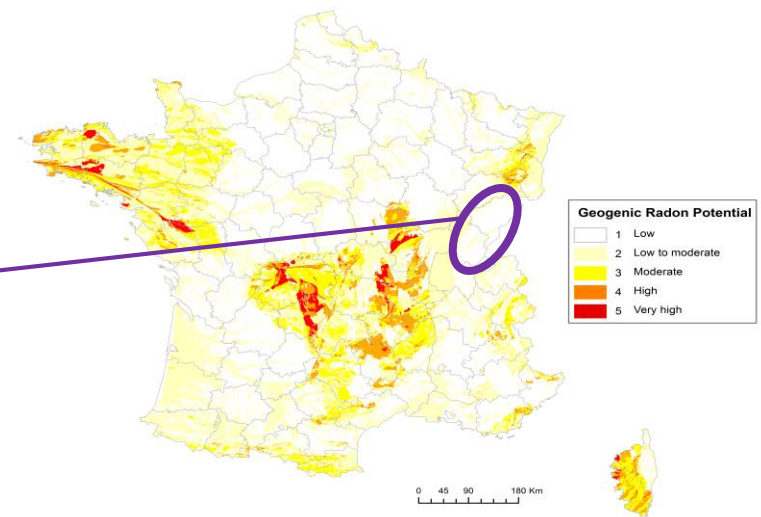 Geogenic Radon Potential
1 Low
2 Low to moderate
3 Moderate
4 High
5 Very high
0 45 90 180 Km